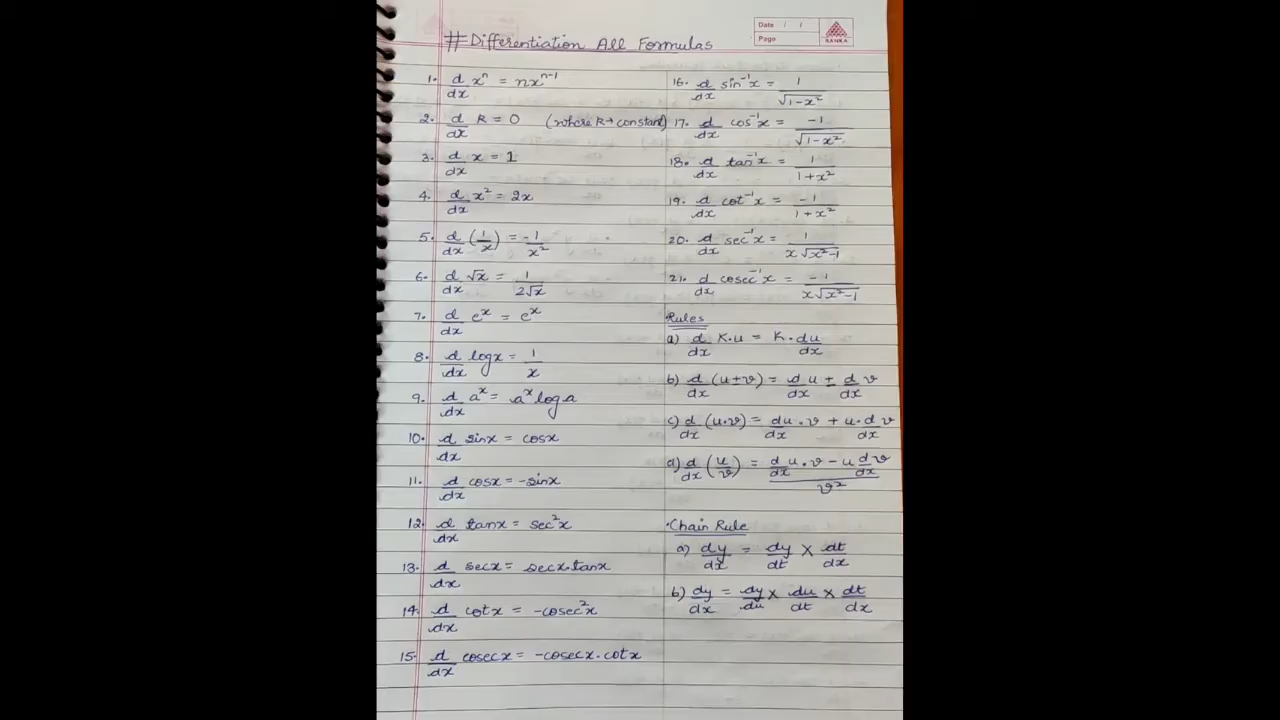 Date / /
Page
RANKA
# Differentiation All Formulas
1. d/dx xⁿ = nxⁿ⁻¹
2. d/dx K = 0 (where K→constant)
3. d/dx x = 1
4. d/dx x² = 2x
5. d/dx (1/x) = -1/x²
6. d/dx √x = 1/2√x
7. d/dx eˣ = eˣ
8. d/dx logx = 1/x
9. d/dx aˣ = aˣ loga
10. d/dx sinx = cosx
11. d/dx cosx = -sinx
12. d/dx tanx = sec²x
13. d/dx secx = secx.tanx
14. d/dx cotx = -cosec²x
15. d/dx cosecx = -cosecx.cotx
16. d/dx sin⁻¹x = 1/√1-x²
17. d/dx cos⁻¹x = -1/√1-x²
18. d/dx tan⁻¹x = 1/1+x²
19. d/dx cot⁻¹x = -1/1+x²
20. d/dx sec⁻¹x = 1/x√x²-1
21. d/dx cosec⁻¹x = -1/x√x²-1
Rules
a) d/dx K.u = K.du/dx
b) d/dx (u±v) = d/dx u ± d/dx v
c) d/dx (u.v) = du/dx .v + u.d/dx v
d) d/dx (u/v) = d/dx u.v - u d/dx v / v²
Chain Rule
a) dy/dx = dy/dt × dt/dx
b) dy/dx = dy/du × du/dt × dt/dx